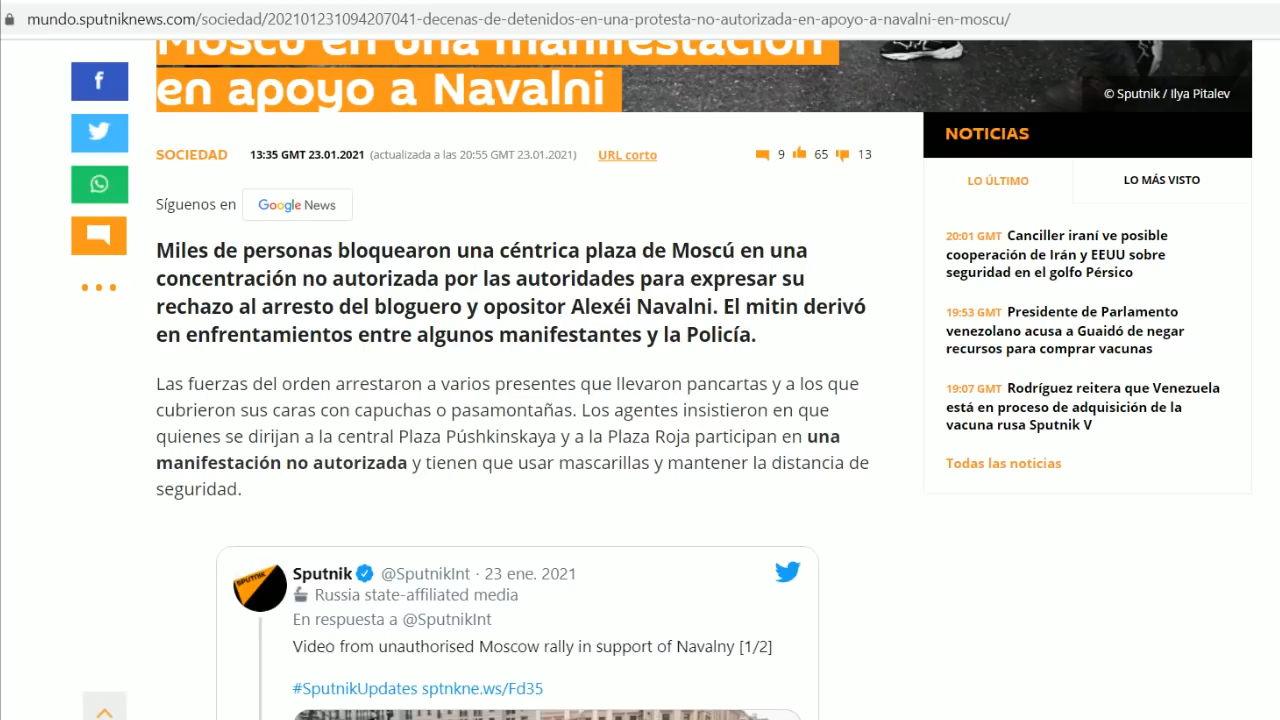 mundo.sputniknews.com/sociedad/202101231094207041-decenas-de-detenidos-en-una-protesta-no-autorizada-en-apoyo-a-navalni-en-moscu/
Moscú en una manifestación
en apoyo a Navalni
© Sputnik / Ilya Pitalev
SOCIEDAD 13:35 GMT 23.01.2021 (actualizada a las 20:55 GMT 23.01.2021) URL corto 9 65 13
Síguenos en Google News
Miles de personas bloquearon una céntrica plaza de Moscú en una
concentración no autorizada por las autoridades para expresar su
rechazo al arresto del bloguero y opositor Alexéi Navalni. El mitin derivó
en enfrentamientos entre algunos manifestantes y la Policía.
Las fuerzas del orden arrestaron a varios presentes que llevaron pancartas y a los que
cubrieron sus caras con capuchas o pasamontañas. Los agentes insistieron en que
quienes se dirijan a la central Plaza Púshkinskaya y a la Plaza Roja participan en una
manifestación no autorizada y tienen que usar mascarillas y mantener la distancia de
seguridad.
SPUTNIK
Sputnik @SputnikInt · 23 ene. 2021
Russia state-affiliated media
En respuesta a @SputnikInt
Video from unauthorised Moscow rally in support of Navalny [1/2]
#SputnikUpdates sptnkne.ws/Fd35
NOTICIAS
LO ÚLTIMO LO MÁS VISTO
20:01 GMT Canciller iraní ve posible
cooperación de Irán y EEUU sobre
seguridad en el golfo Pérsico
19:53 GMT Presidente de Parlamento
venezolano acusa a Guaidó de negar
recursos para comprar vacunas
19:07 GMT Rodríguez reitera que Venezuela
está en proceso de adquisición de la
vacuna rusa Sputnik V
Todas las noticias